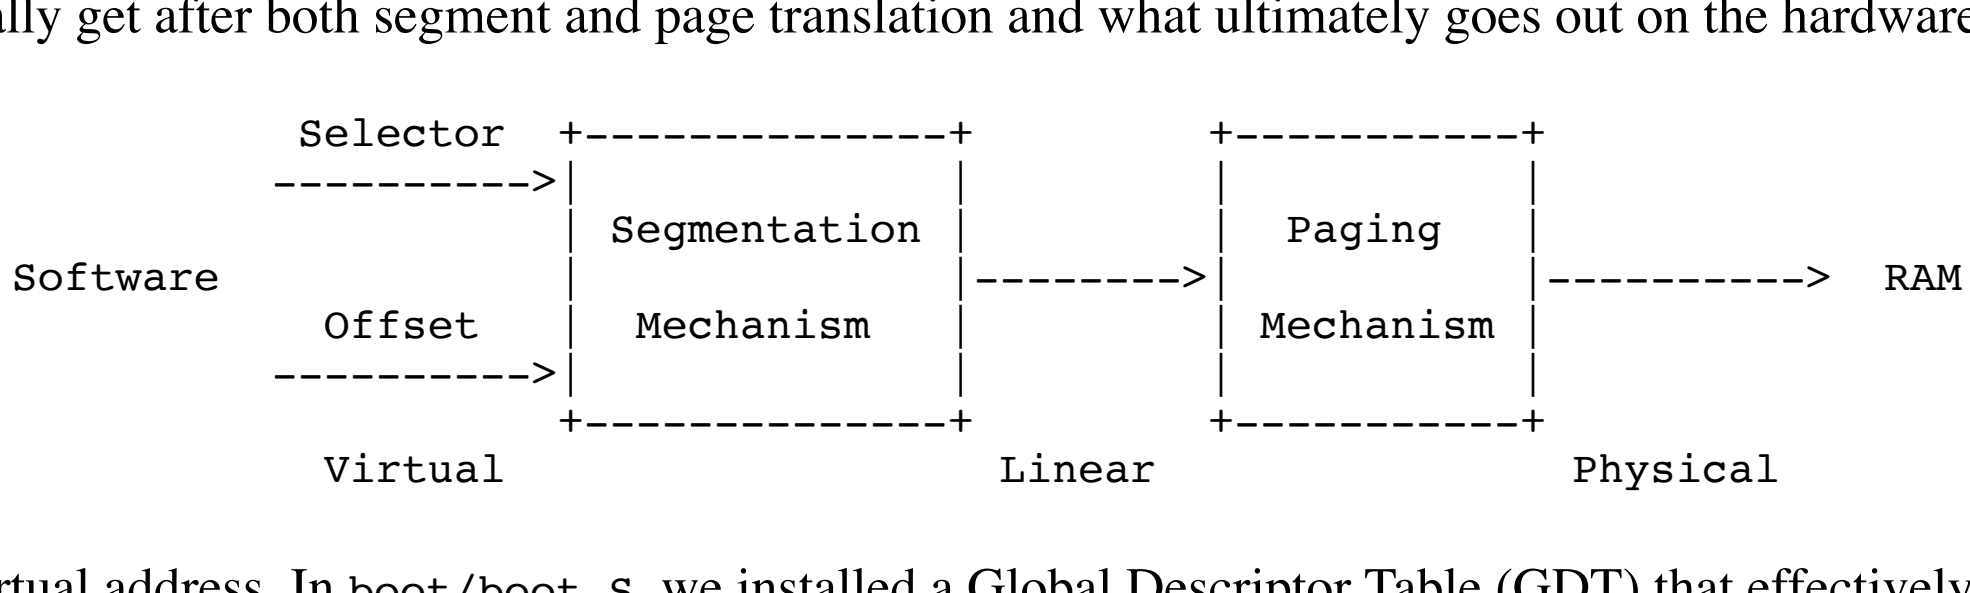 get after both segment and page translation and what ultimately goes out on the hardware
Selector   +--------------+         +-----------+
---------->|              |         |           |
           | Segmentation |         |  Paging   |
Software   |              |-------->|           |---------->  RAM
Offset     |  Mechanism   |         | Mechanism |
---------->|              |         |           |
           +--------------+         +-----------+
Virtual                     Linear                Physical
address. In boot/boot.S, we installed a Global Descriptor Table (GDT) that effectively